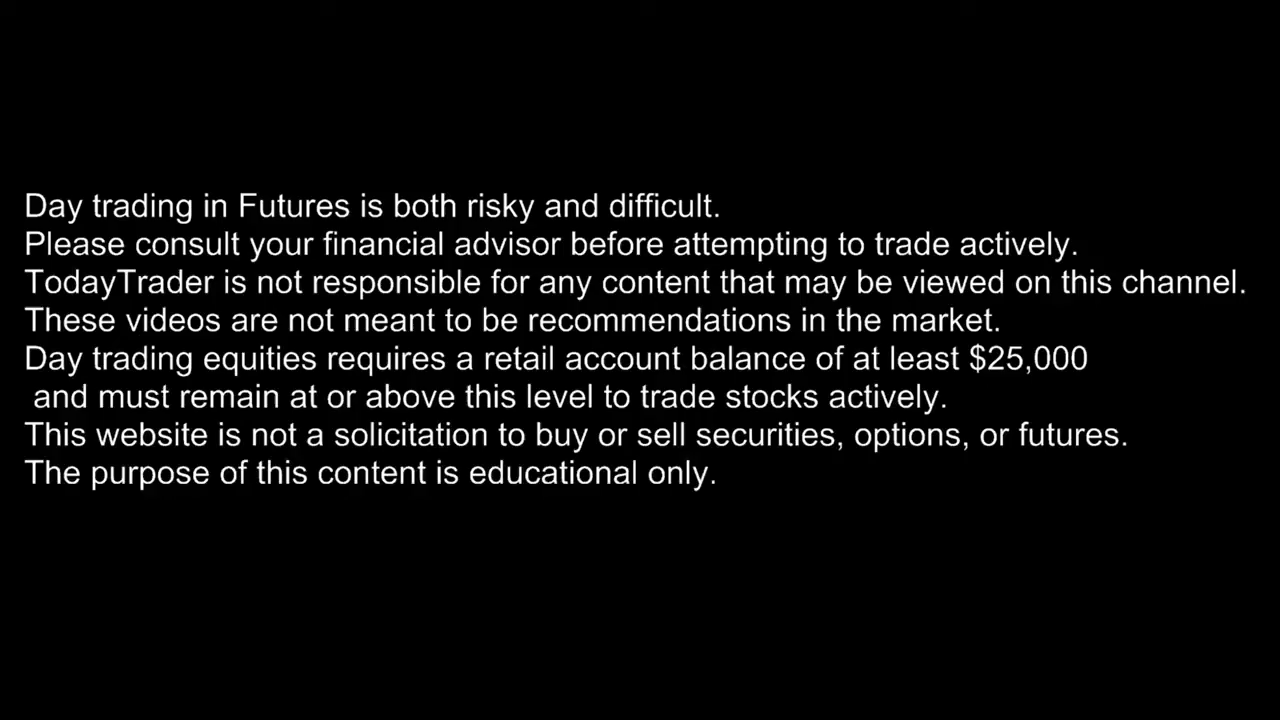 Day trading in Futures is both risky and difficult.
Please consult your financial advisor before attempting to trade actively.
TodayTrader is not responsible for any content that may be viewed on this channel.
These videos are not meant to be recommendations in the market.
Day trading equities requires a retail account balance of at least $25,000
and must remain at or above this level to trade stocks actively.
This website is not a solicitation to buy or sell securities, options, or futures.
The purpose of this content is educational only.